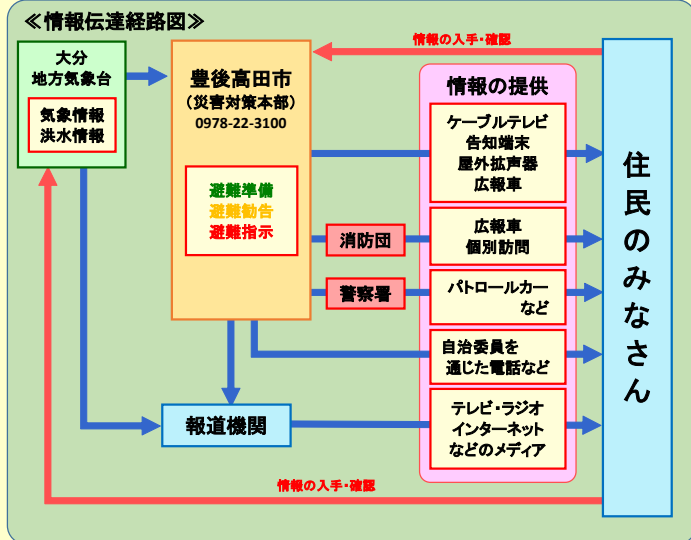 ≪情報伝達経路図≫
大分
地方気象台
気象情報
洪水情報
豊後高田市
(災害対策本部)
0978-22-3100
避難準備
避難勧告
避難指示
情報の入手・確認
情報の提供
ケーブルテレビ
告知端末
屋外拡声器
広報車
消防団
広報車
個別訪問
警察署
パトロールカー
など
自治委員を
通じた電話など
報道機関
テレビ・ラジオ
インターネット
などのメディア
住民のみなさん
情報の入手・確認